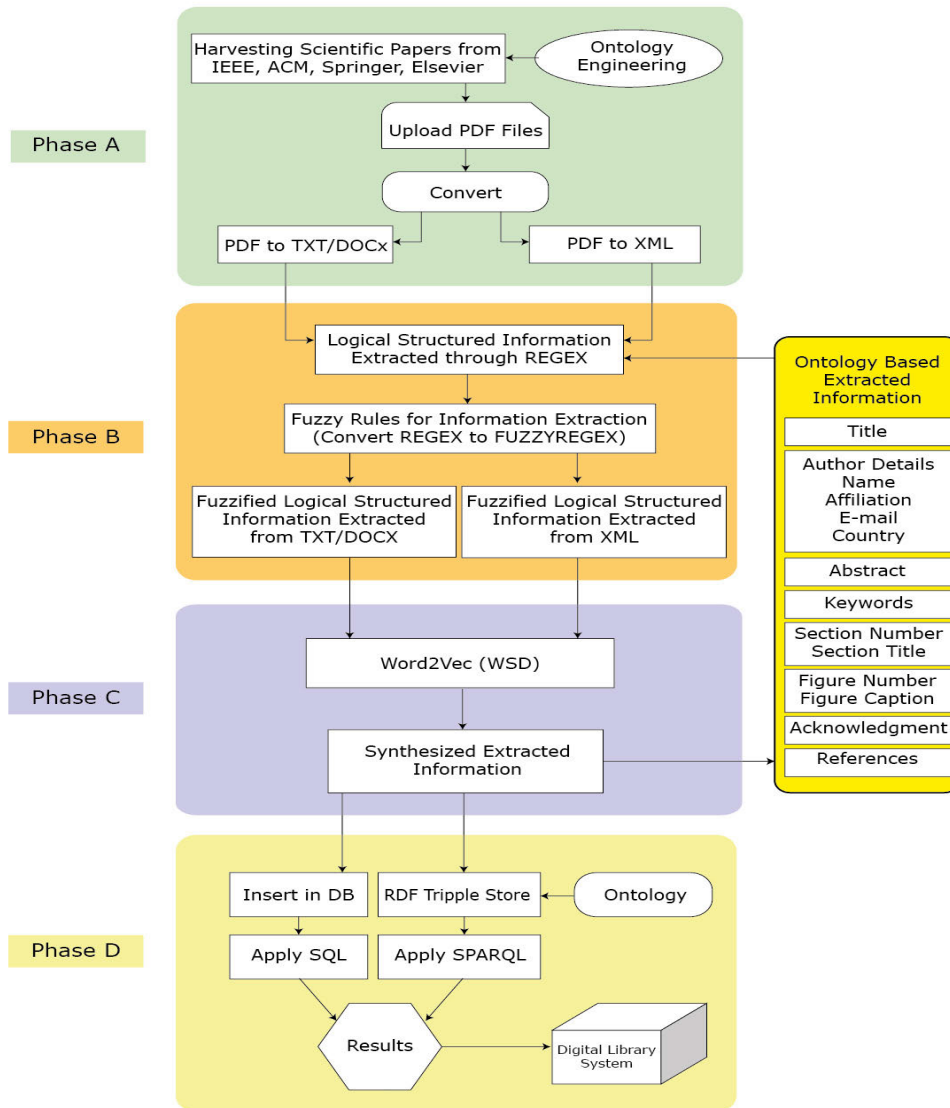 Harvesting Scientific Papers from
IEEE, ACM, Springer, Elsevier
Ontology
Engineering
Upload PDF Files
Phase A
Convert
PDF to TXT/DOCx
PDF to XML
Logical Structured Information
Extracted through REGEX
Fuzzy Rules for Information Extraction
(Convert REGEX to FUZZYREGEX)
Phase B
Fuzzified Logical Structured
Information Extracted
from TXT/DOCX
Fuzzified Logical Structured
Information Extracted
from XML
Ontology Based
Extracted
Information
Title
Author Details
Name
Affiliation
E-mail
Country
Abstract
Keywords
Section Number
Section Title
Figure Number
Figure Caption
Acknowledgment
References
Word2Vec (WSD)
Phase C
Synthesized Extracted
Information
Insert in DB
RDF Tripple Store
Ontology
Phase D
Apply SQL
Apply SPARQL
Results
Digital Library
System